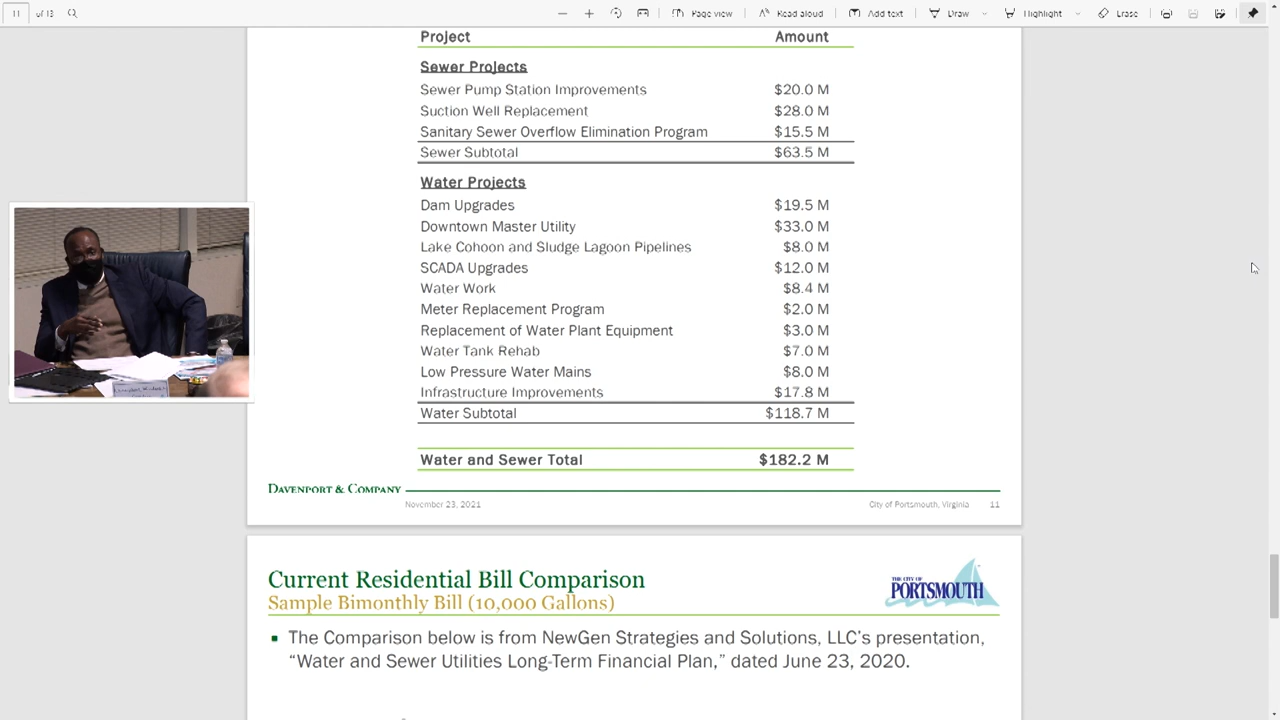 11 of 13 Page view Read aloud Add text Draw Highlight Erase
Project Amount
Sewer Projects
Sewer Pump Station Improvements $20.0 M
Suction Well Replacement $28.0 M
Sanitary Sewer Overflow Elimination Program $15.5 M
Sewer Subtotal $63.5 M
Water Projects
Dam Upgrades $19.5 M
Downtown Master Utility $33.0 M
Lake Cohoon and Sludge Lagoon Pipelines $8.0 M
SCADA Upgrades $12.0 M
Water Work $8.4 M
Meter Replacement Program $2.0 M
Replacement of Water Plant Equipment $3.0 M
Water Tank Rehab $7.0 M
Low Pressure Water Mains $8.0 M
Infrastructure Improvements $17.8 M
Water Subtotal $118.7 M
Water and Sewer Total $182.2 M
DAVENPORT & COMPANY
November 23, 2021 City of Portsmouth, Virginia 11
Current Residential Bill Comparison
Sample Bimonthly Bill (10,000 Gallons)
THE CITY OF
PORTSMOUTH
▪ The Comparison below is from NewGen Strategies and Solutions, LLC’s presentation,
“Water and Sewer Utilities Long-Term Financial Plan,” dated June 23, 2020.